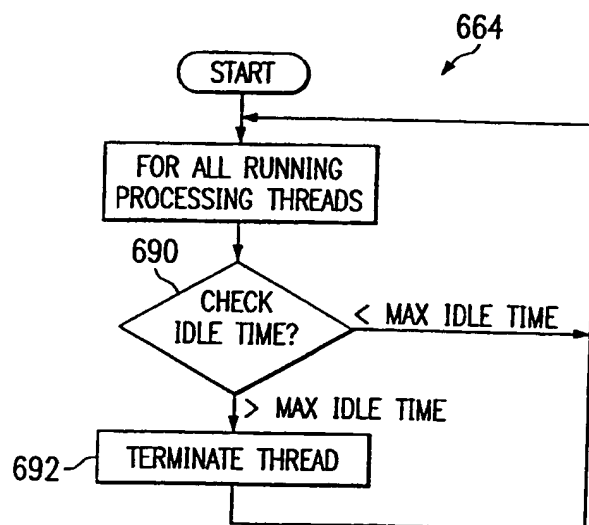 664
START
FOR ALL RUNNING
PROCESSING THREADS
690
CHECK
IDLE TIME?
< MAX IDLE TIME
> MAX IDLE TIME
692
TERMINATE THREAD